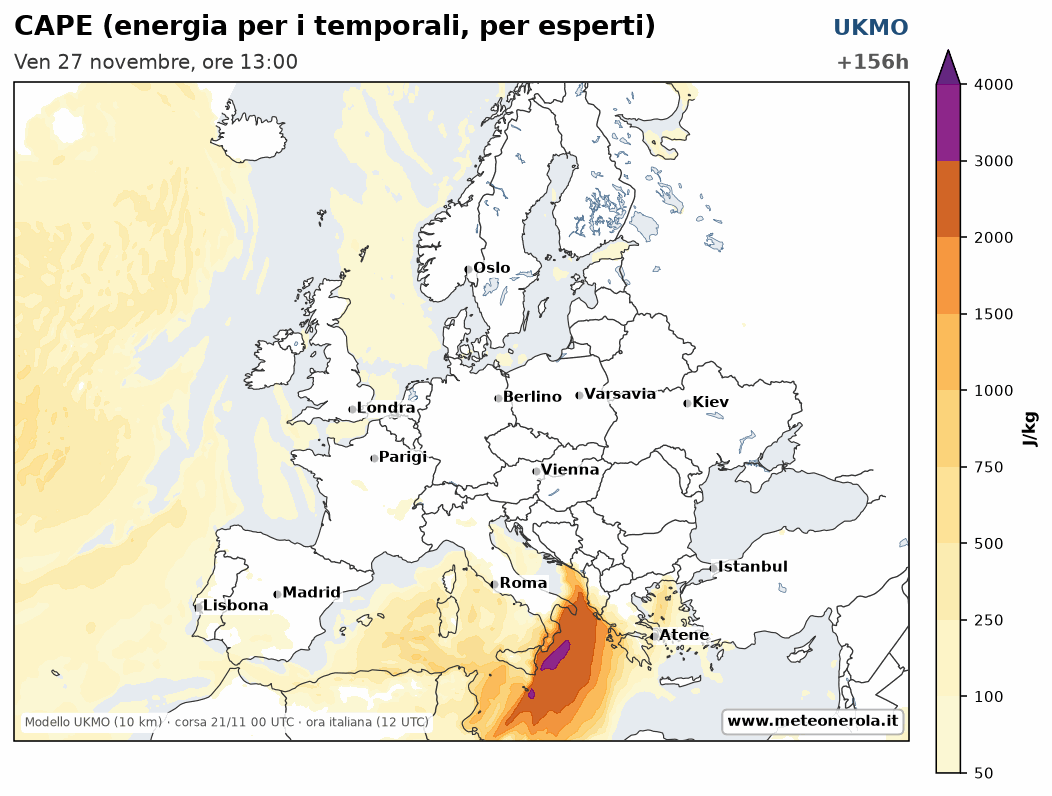 CAPE (energia per i temporali, per esperti)
UKMO
Ven 27 novembre, ore 13:00
+156h
4000
3000
2000
1500
1000
750
500
250
100
50
J/kg
Oslo
Londra
Berlino
Varsavia
Kiev
Parigi
Vienna
Istanbul
Roma
Madrid
Lisbona
Atene
Modello UKMO (10 km) · corsa 21/11 00 UTC · ora italiana (12 UTC)
www.meteonerola.it